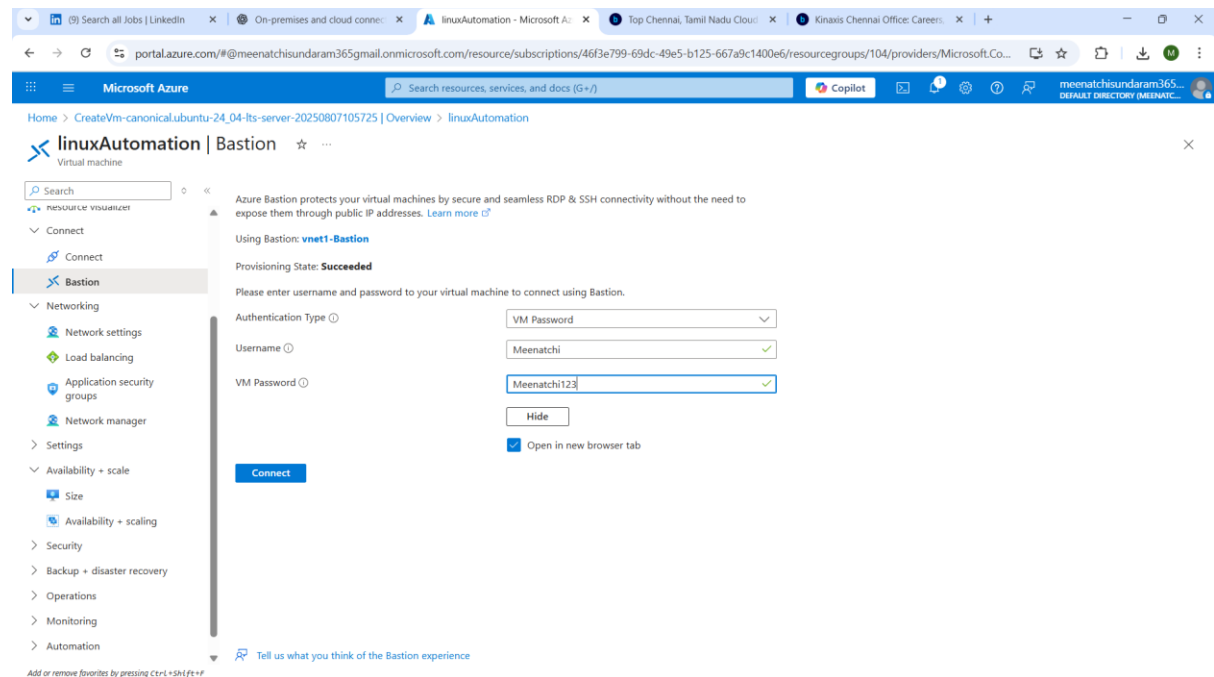 (9) Search all Jobs | LinkedIn
On-premises and cloud connec
linuxAutomation - Microsoft Az
Top Chennai, Tamil Nadu Cloud
Kinaxis Chennai Office: Careers,
portal.azure.com/#@meenatchisundaram365gmail.onmicrosoft.com/resource/subscriptions/46f3e799-69dc-49e5-b125-667a9c1400e6/resourcegroups/104/providers/Microsoft.Co...
M
Microsoft Azure
Search resources, services, and docs (G+/)
Copilot
1
meenatchisundaram365...
DEFAULT DIRECTORY (MEENATC...
Home > CreateVm-canonical.ubuntu-24_04-lts-server-20250807105725 | Overview > linuxAutomation
linuxAutomation | Bastion
Virtual machine
Search
Resource visualizer
Connect
Connect
Bastion
Networking
Network settings
Load balancing
Application security
groups
Network manager
Settings
Availability + scale
Size
Availability + scaling
Security
Backup + disaster recovery
Operations
Monitoring
Automation
Add or remove favorites by pressing Ctrl+Shift+F
Azure Bastion protects your virtual machines by secure and seamless RDP & SSH connectivity without the need to
expose them through public IP addresses. Learn more
Using Bastion: vnet1-Bastion
Provisioning State: Succeeded
Please enter username and password to your virtual machine to connect using Bastion.
Authentication Type
VM Password
Username
Meenatchi
VM Password
Meenatchi123
Hide
Open in new browser tab
Connect
Tell us what you think of the Bastion experience